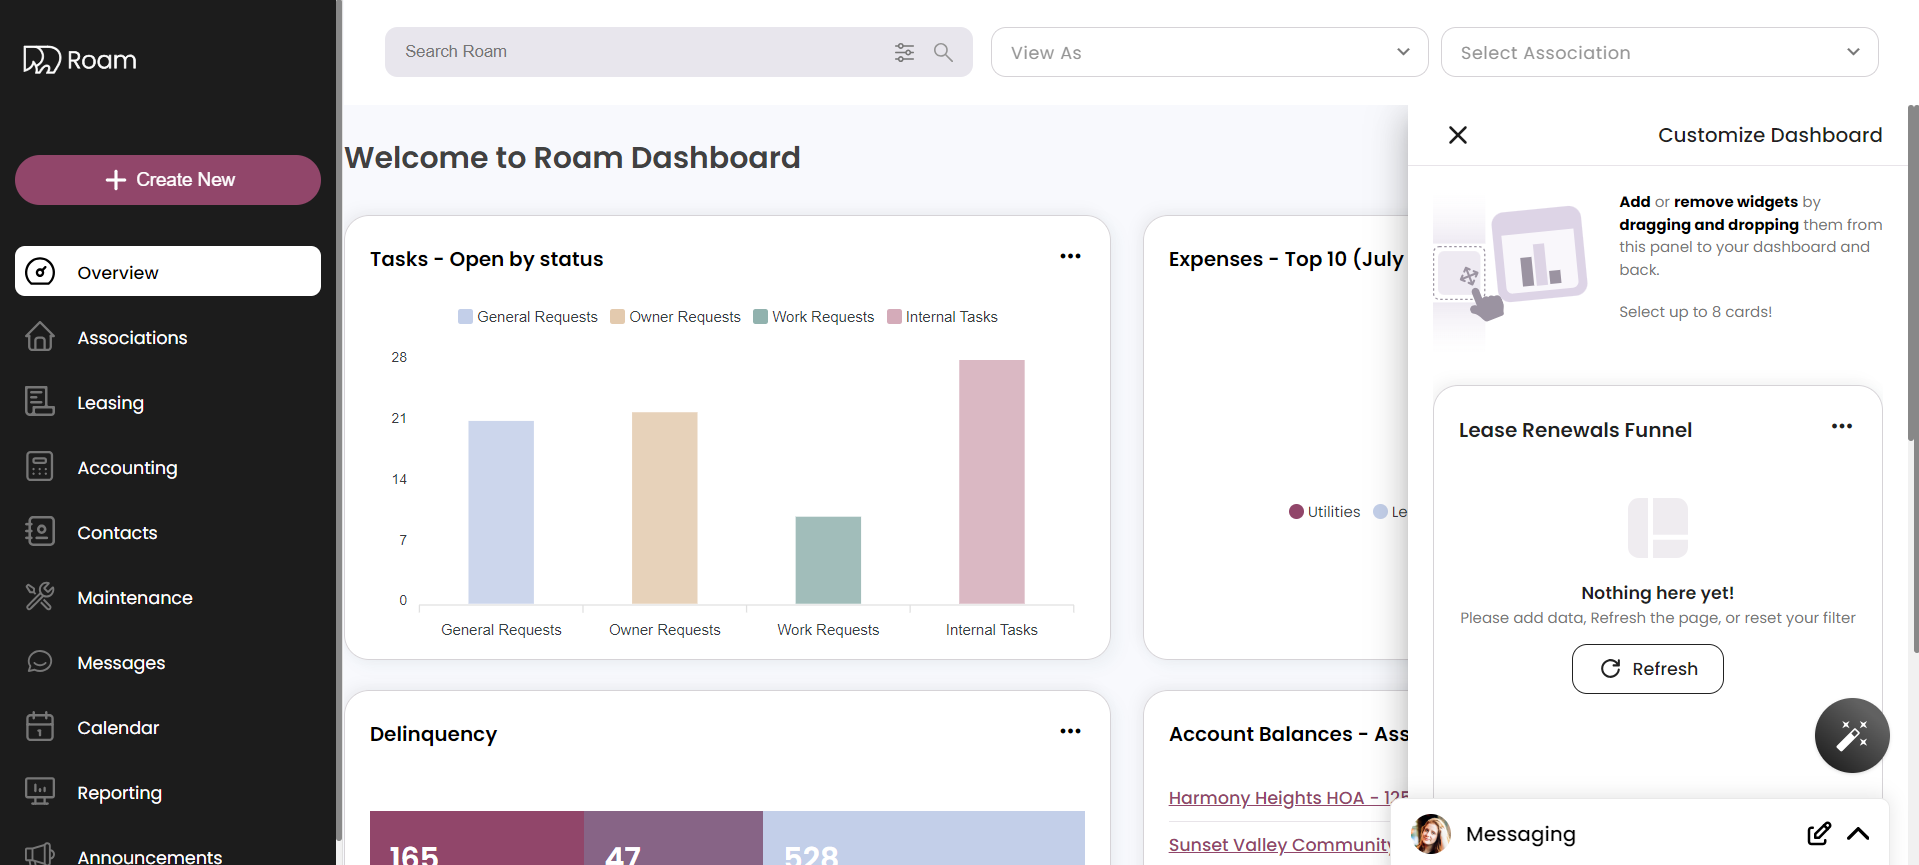 Roam
Create New
Overview
Associations
Leasing
Accounting
Contacts
Maintenance
Messages
Calendar
1
Reporting
Announcements
Search Roam
View As
Select Association
Welcome to Roam Dashboard
Tasks - Open by status
General Requests Owner Requests Work Requests Internal Tasks
28
21
14
7
0
General Requests Owner Requests Work Requests Internal Tasks
Expenses - Top 10 (July
Utilities Le
Delinquency
165 47 528
Account Balances - Ass
Harmony Heights HOA - 125
Sunset Valley Community
Customize Dashboard
Add or remove widgets by
dragging and dropping them from
this panel to your dashboard and
back.
Select up to 8 cards!
Lease Renewals Funnel
Nothing here yet!
Please add data, Refresh the page, or reset your filter
Refresh
Messaging